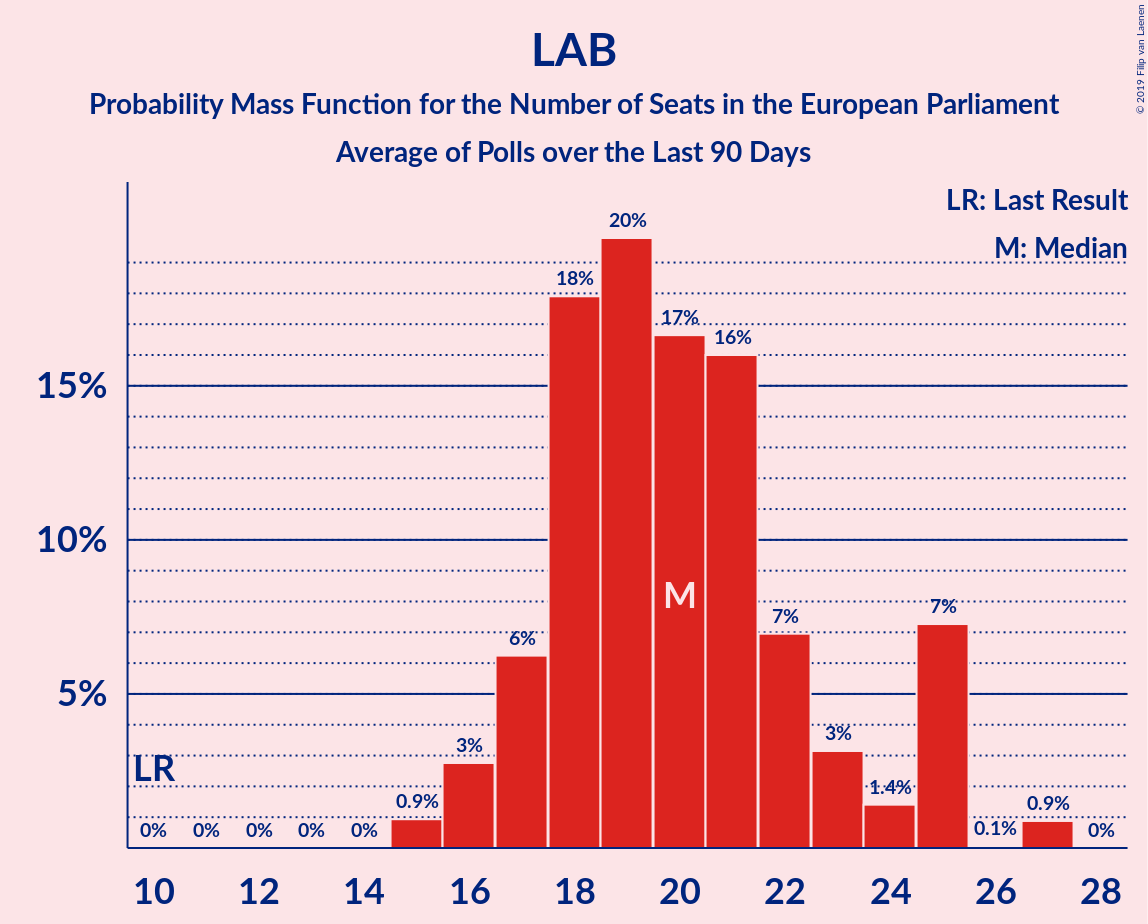 LAB
Probability Mass Function for the Number of Seats in the European Parliament
Average of Polls over the Last 90 Days
© 2019 Filip van Laenen
LR: Last Result
M: Median
20%
18%
17%
16%
15%
10%
M
7%
7%
6%
5%
3%
3%
LR
1.4%
0.9%
0.9%
0% 0% 0% 0% 0% 0.1% 0%
10 12 14 16 18 20 22 24 26 28